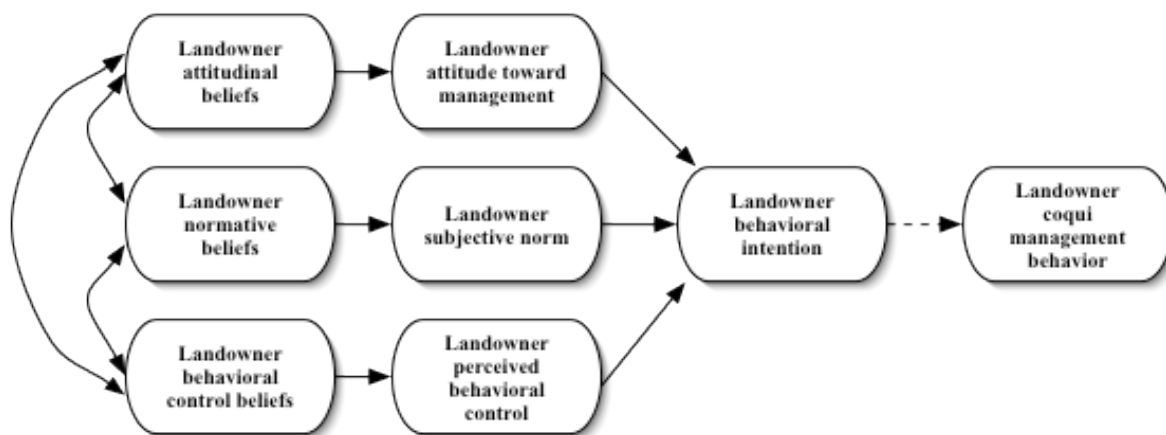 Landowner
attitudinal
beliefs
Landowner
attitude toward
management
Landowner
normative
beliefs
Landowner
subjective norm
Landowner
behavioral
intention
Landowner
coqui
management
behavior
Landowner
behavioral
control beliefs
Landowner
perceived
behavioral
control